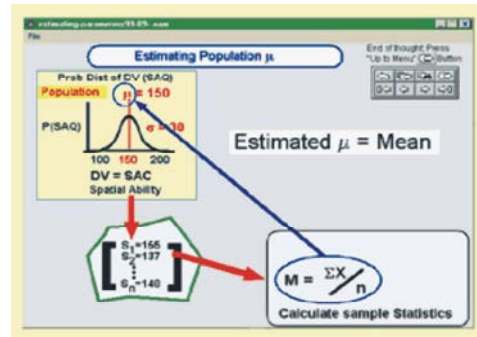 File
Estimating Population μ
End of thought: Press
"Up to Menu" Button
Prob Dist of DV (SAQ)
Population μ = 150
P(SAQ)
σ = 30
100 150 200
DV = SAC
Spatial Ability
Estimated μ = Mean
S1=155
S2=137
Sn=140
M = ΣX/n
Calculate sample Statistics